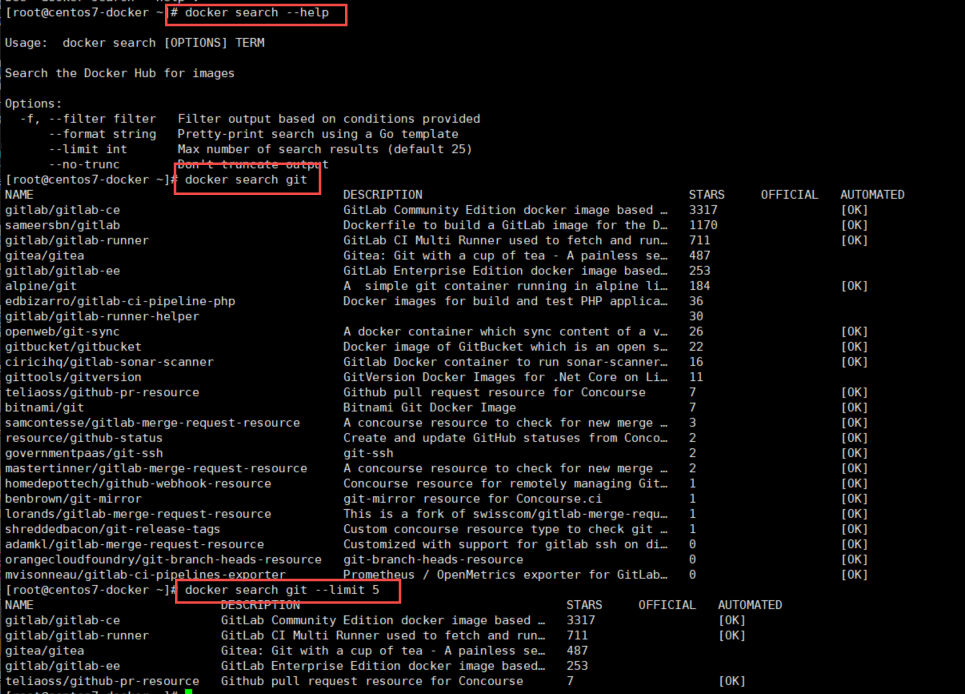 [root@centos7-docker ~]# docker search --help
Usage:  docker search [OPTIONS] TERM
Search the Docker Hub for images
Options:
  -f, --filter filter   Filter output based on conditions provided
      --format string   Pretty-print search using a Go template
      --limit int       Max number of search results (default 25)
      --no-trunc        Don't truncate output
[root@centos7-docker ~]# docker search git
NAME DESCRIPTION STARS OFFICIAL AUTOMATED
gitlab/gitlab-ce GitLab Community Edition docker image based … 3317 [OK]
sameersbn/gitlab Dockerfile to build a GitLab image for the D… 1170 [OK]
gitlab/gitlab-runner GitLab CI Multi Runner used to fetch and run… 711 [OK]
gitea/gitea Gitea: Git with a cup of tea - A painless se… 487
gitlab/gitlab-ee GitLab Enterprise Edition docker image based… 253
alpine/git A  simple git container running in alpine li… 184 [OK]
edbizarro/gitlab-ci-pipeline-php Docker images for build and test PHP applica… 36
gitlab/gitlab-runner-helper 30
openweb/git-sync A docker container which sync content of a v… 26 [OK]
gitbucket/gitbucket Docker image of GitBucket which is an open s… 22 [OK]
ciricihq/gitlab-sonar-scanner Gitlab Docker container to run sonar-scanner… 16 [OK]
gittools/gitversion GitVersion Docker Images for .Net Core on Li… 11
teliaoss/github-pr-resource Github pull request resource for Concourse 7 [OK]
bitnami/git Bitnami Git Docker Image 7 [OK]
samcontesse/gitlab-merge-request-resource A concourse resource to check for new merge … 3 [OK]
resource/github-status Create and update GitHub statuses from Conco… 2 [OK]
governmentpaas/git-ssh git-ssh 2 [OK]
mastertinner/gitlab-merge-request-resource A concourse resource to check for new merge … 2 [OK]
homedepottech/github-webhook-resource Concourse resource for remotely managing Git… 1 [OK]
benbrown/git-mirror git-mirror resource for Concourse.ci 1 [OK]
lorands/gitlab-merge-request-resource This is a fork of swisscom/gitlab-merge-requ… 1 [OK]
shreddedbacon/git-release-tags Custom concourse resource type to check git … 1 [OK]
adamkl/gitlab-merge-request-resource Customized with support for gitlab ssh on di… 0 [OK]
orangecloudfoundry/git-branch-heads-resource git-branch-heads-resource 0 [OK]
mvisonneau/gitlab-ci-pipelines-exporter Prometheus / OpenMetrics exporter for GitLab… 0 [OK]
[root@centos7-docker ~]# docker search git --limit 5
NAME DESCRIPTION STARS OFFICIAL AUTOMATED
gitlab/gitlab-ce GitLab Community Edition docker image based … 3317 [OK]
gitlab/gitlab-runner GitLab CI Multi Runner used to fetch and run… 711 [OK]
gitea/gitea Gitea: Git with a cup of tea - A painless se… 487
gitlab/gitlab-ee GitLab Enterprise Edition docker image based… 253
teliaoss/github-pr-resource Github pull request resource for Concourse 7 [OK]
[root@centos7-docker ~]#